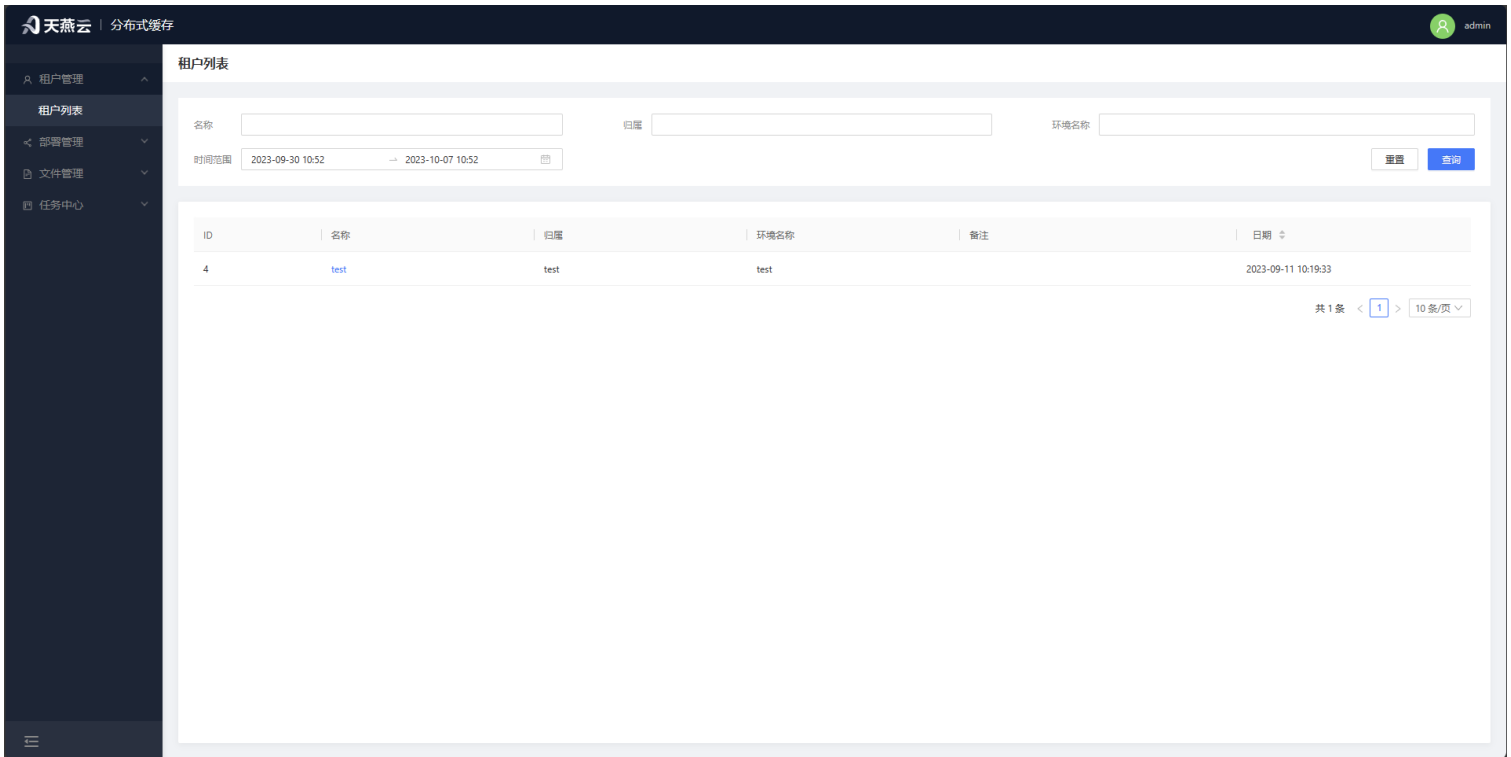 天燕云 | 分布式缓存
admin
租户管理
租户列表
部署管理
文件管理
任务中心
租户列表
名称
归属
环境名称
时间范围 2023-09-30 10:52 → 2023-10-07 10:52
重置 查询
ID 名称 归属 环境名称 备注 日期
4 test test test 2023-09-11 10:19:33
共 1 条 < 1 > 10 条/页